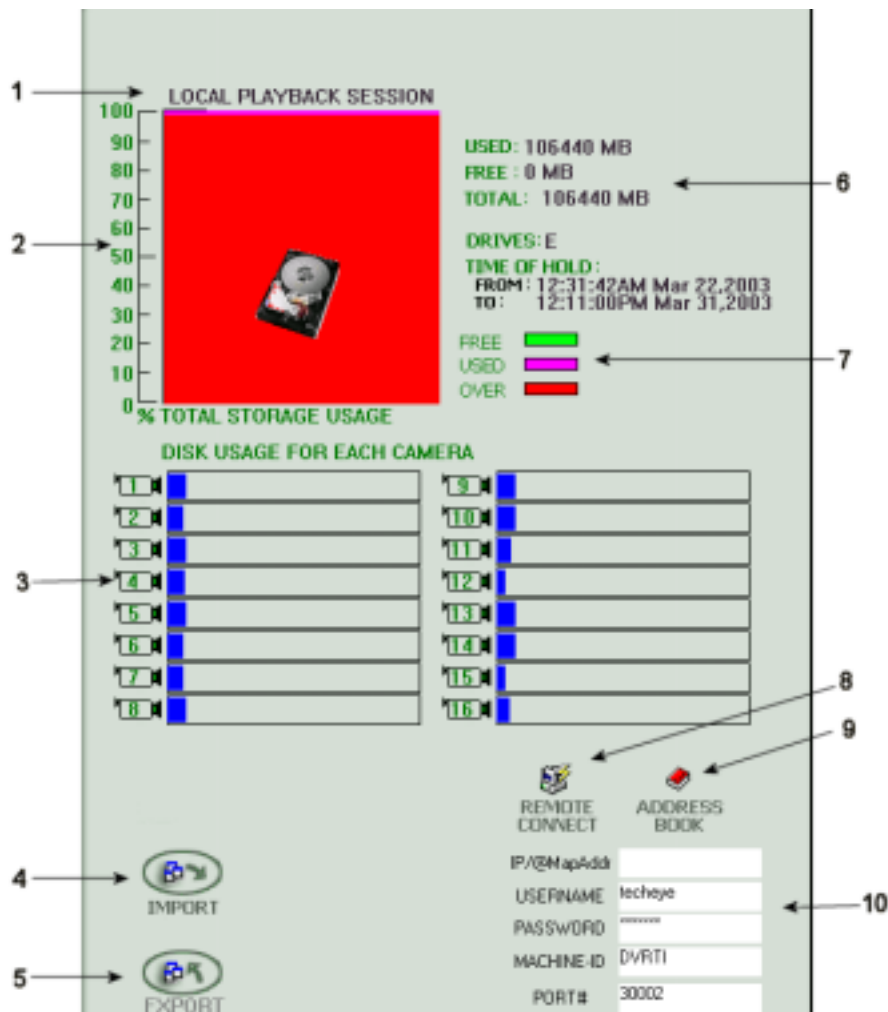 1
LOCAL PLAYBACK SESSION
100
90
80
70
60
50
40
30
20
10
0
2
% TOTAL STORAGE USAGE
USED: 106440 MB
FREE : 0 MB
TOTAL: 106440 MB
6
DRIVES: E
TIME OF HOLD :
FROM : 12:31:42AM Mar 22,2003
TO : 12:11:00PM Mar 31,2003
FREE
USED
OVER
7
DISK USAGE FOR EACH CAMERA
1
2
3
4
5
6
7
8
3
9
10
11
12
13
14
15
16
8
9
REMOTE CONNECT
ADDRESS BOOK
4
IMPORT
5
EXPORT
IP/@MapAddr
USERNAME techeye
PASSWORD *******
MACHINE-ID DVRTI
PORT# 30002
10